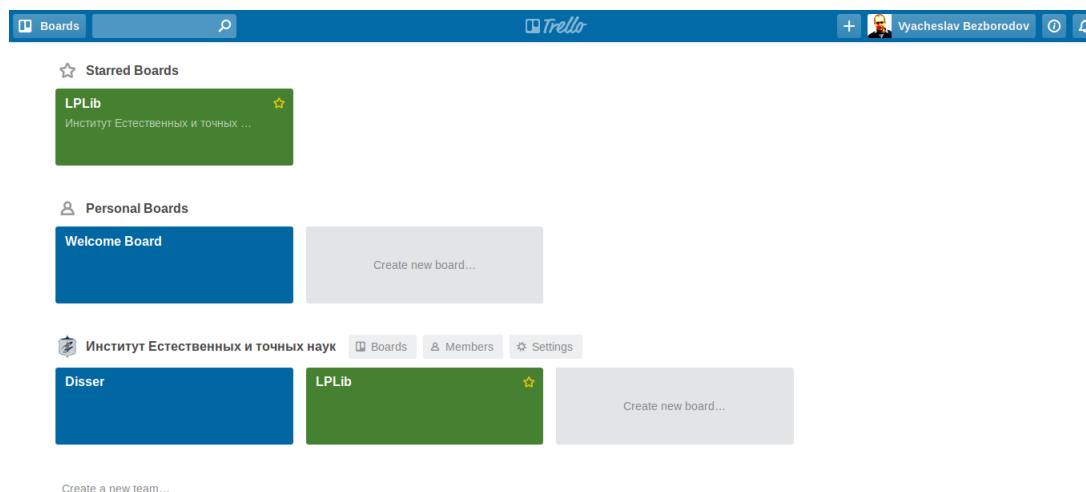 Boards
Trello
Vyacheslav Bezborodov
Starred Boards
LPLib
Институт Естественных и точных …
Personal Boards
Welcome Board
Create new board…
Институт Естественных и точных наук
Boards
Members
Settings
Disser
LPLib
Create new board…
Create a new team…